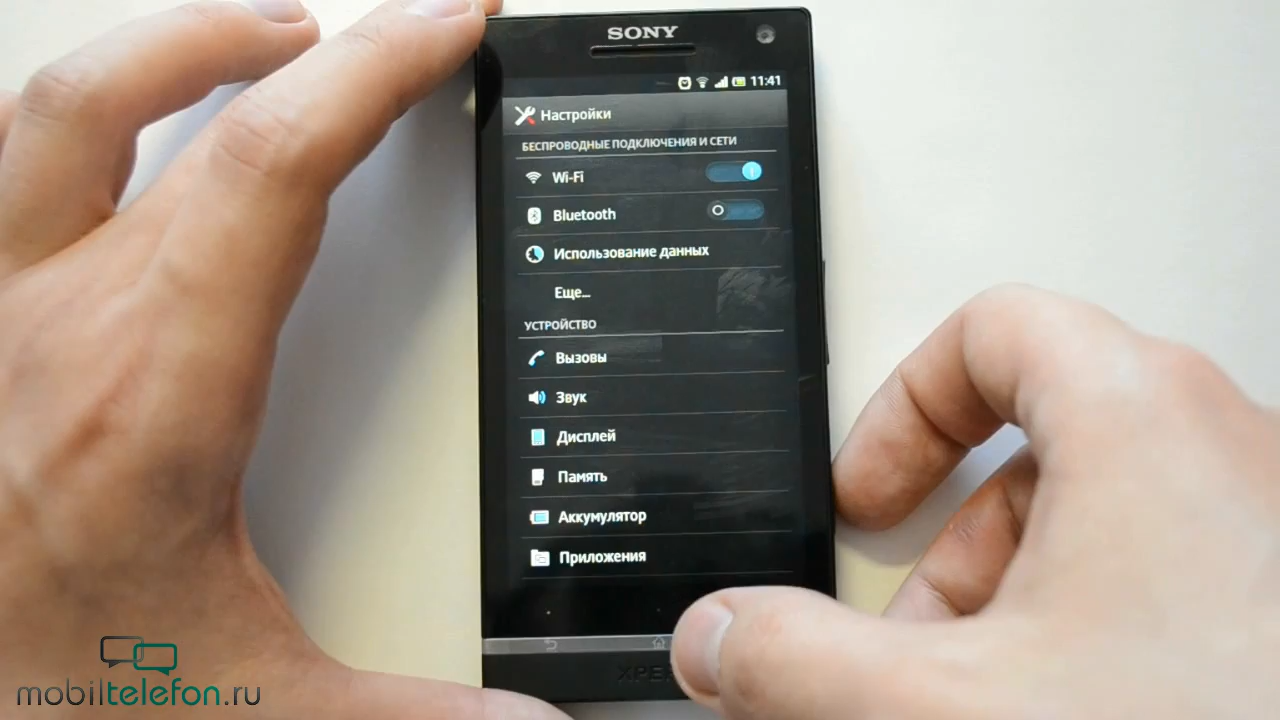 SONY
11:41
Настройки
БЕСПРОВОДНЫЕ ПОДКЛЮЧЕНИЯ И СЕТИ
Wi-Fi
Bluetooth
Использование данных
Еще...
УСТРОЙСТВО
Вызовы
Звук
Дисплей
Память
Аккумулятор
Приложения
XPE
mobiltelefon.ru